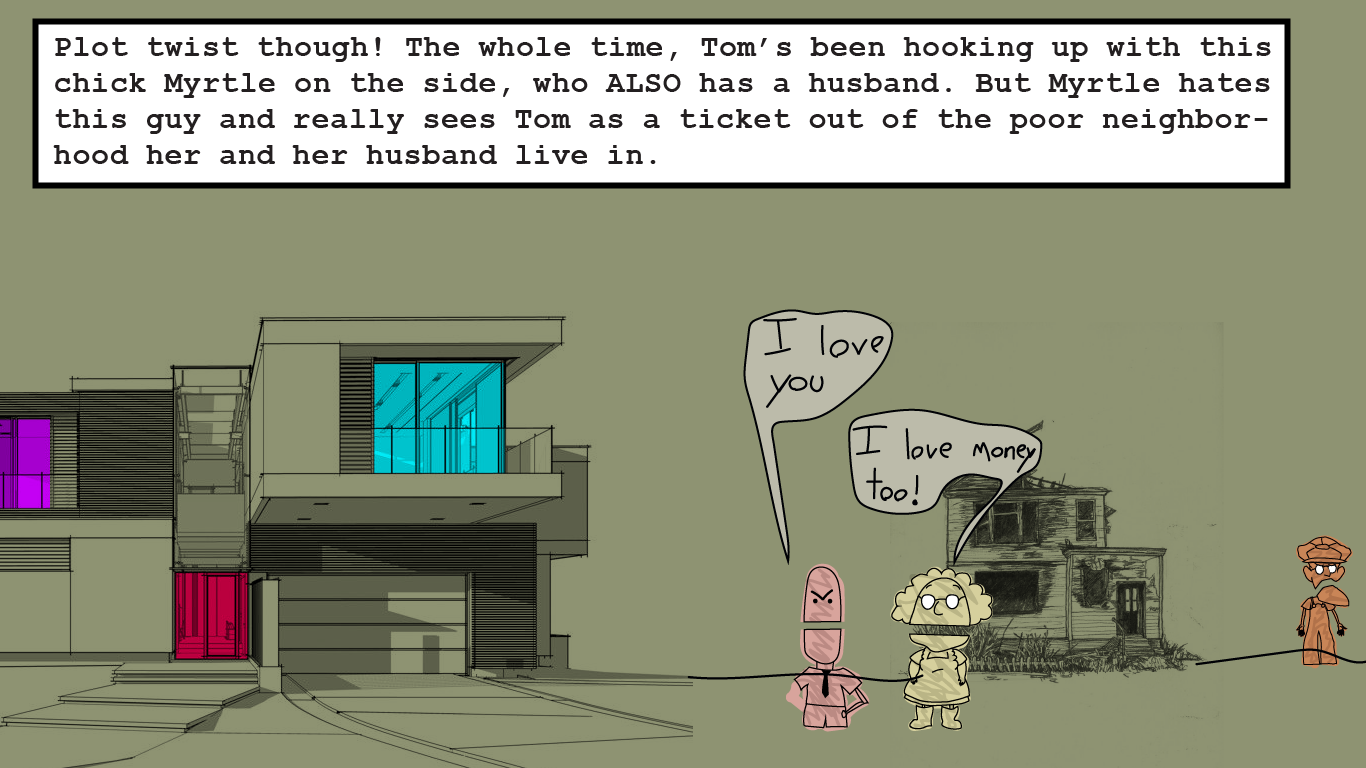 Plot twist though! The whole time, Tom’s been hooking up with this
chick Myrtle on the side, who ALSO has a husband. But Myrtle hates
this guy and really sees Tom as a ticket out of the poor neighbor-
hood her and her husband live in.
I love
you
I love money
too!